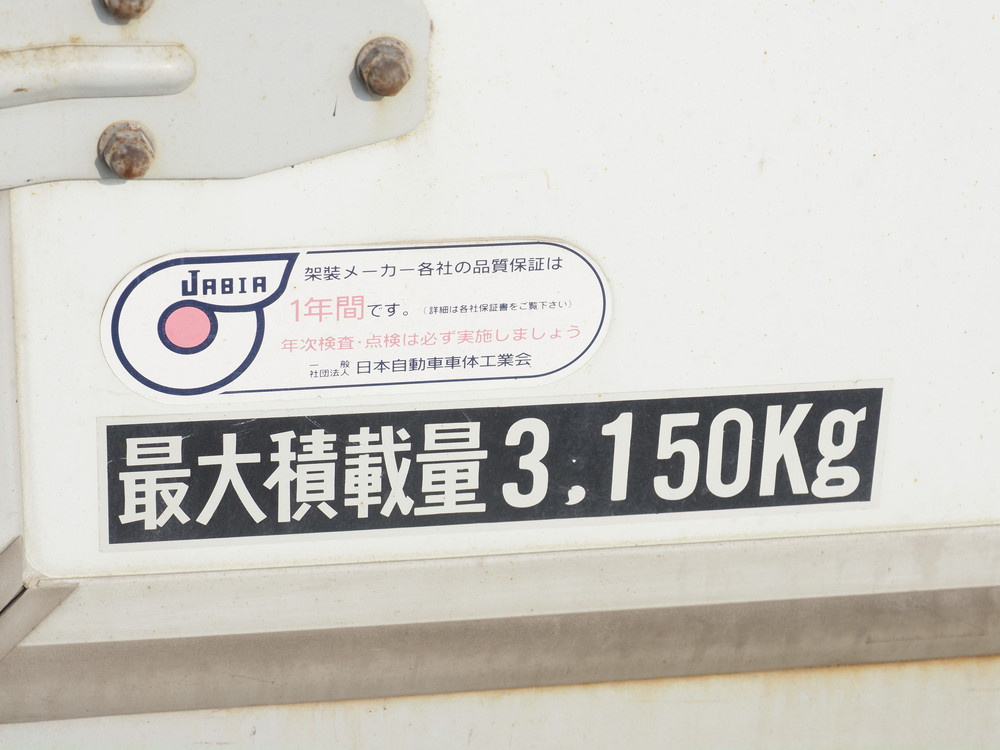 JABIA
架装メーカー各社の品質保証は
1年間です。（詳細は各社保証書をご覧下さい）
年次検査・点検は必ず実施しましょう
一般社団法人 日本自動車車体工業会
最大積載量3,150Kg